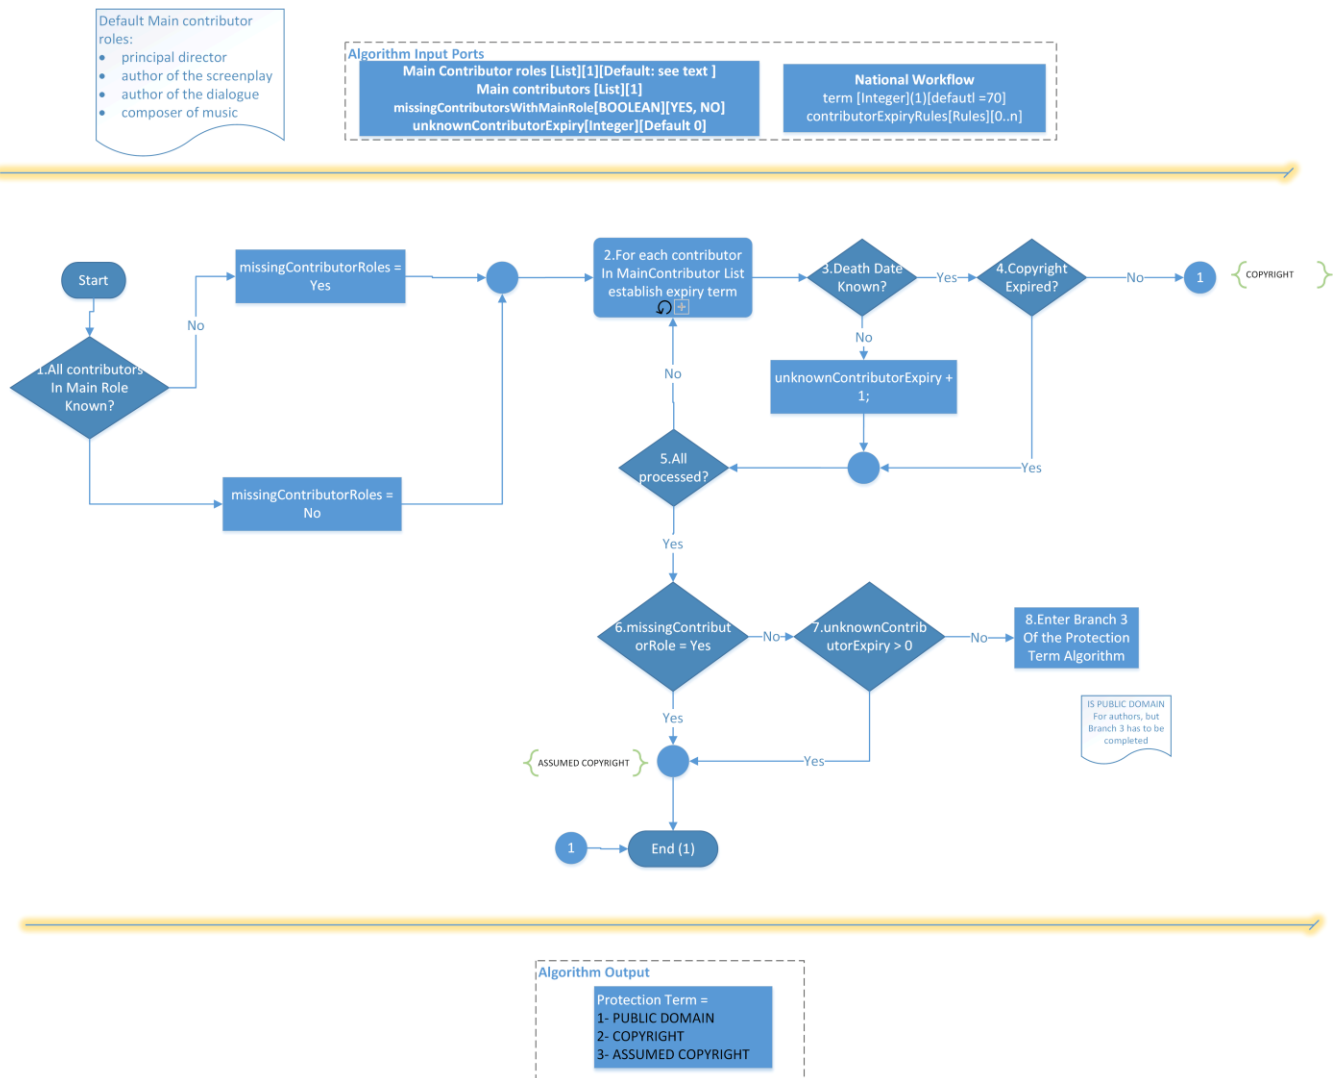 Default Main contributor
roles:
• principal director
• author of the screenplay
• author of the dialogue
• composer of music
Algorithm Input Ports
Main Contributor roles [List][1][Default: see text ]
Main contributors [List][1]
missingContributorsWithMainRole[BOOLEAN][YES, NO]
unknownContributorExpiry[Integer][Default 0]
National Workflow
term [Integer](1)[defautl =70]
contributorExpiryRules[Rules][0..n]
Start
1.All contributors
In Main Role
Known?
No
missingContributorRoles =
Yes
missingContributorRoles =
No
2.For each contributor
In MainContributor List
establish expiry term
3.Death Date
Known?
Yes
4.Copyright
Expired?
No
1
COPYRIGHT
No
unknownContributorExpiry +
1;
Yes
No
5.All
processed?
Yes
6.missingContribut
orRole = Yes
No
7.unknownContrib
utorExpiry > 0
No
8.Enter Branch 3
Of the Protection
Term Algorithm
IS PUBLIC DOMAIN
For authors, but
Branch 3 has to be
completed
Yes
Yes
ASSUMED COPYRIGHT
1
End (1)
Algorithm Output
Protection Term =
1- PUBLIC DOMAIN
2- COPYRIGHT
3- ASSUMED COPYRIGHT